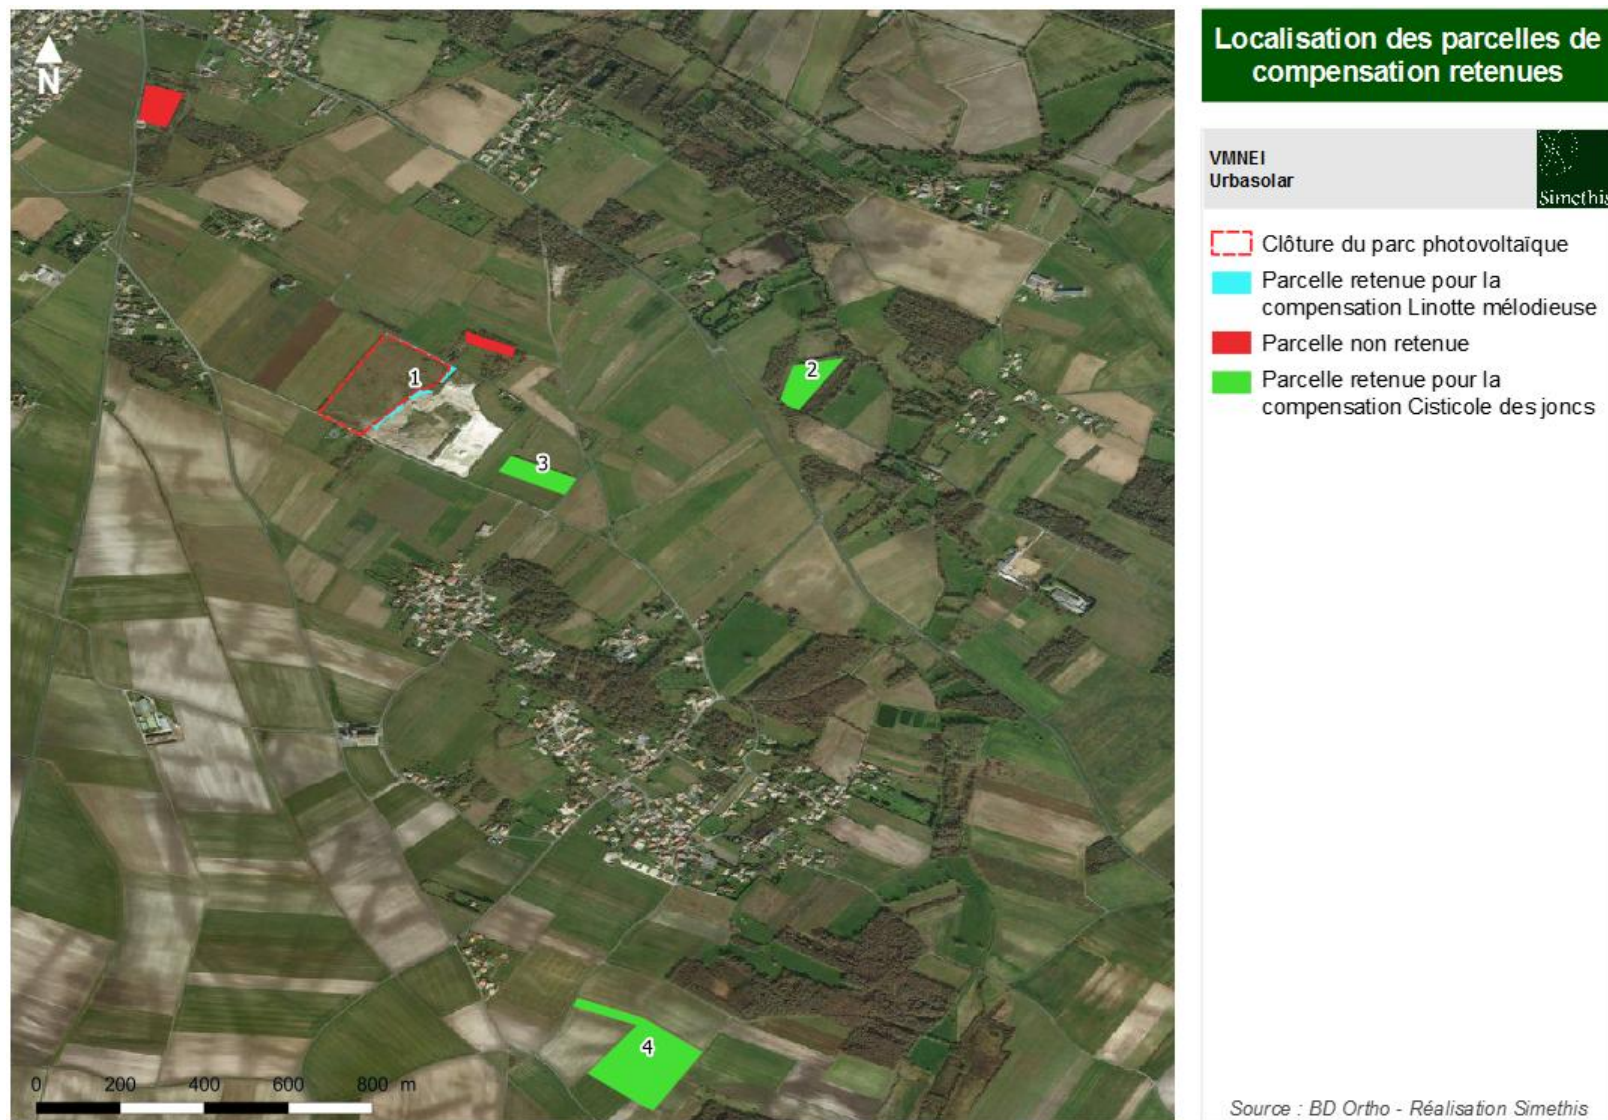 N
1
2
3
4
0 200 400 600 800 m
Localisation des parcelles de
compensation retenues
VMNEI
Urbasolar
Simethis
Clôture du parc photovoltaïque
Parcelle retenue pour la
compensation Linotte mélodieuse
Parcelle non retenue
Parcelle retenue pour la
compensation Cisticole des joncs
Source : BD Ortho - Réalisation Simethis